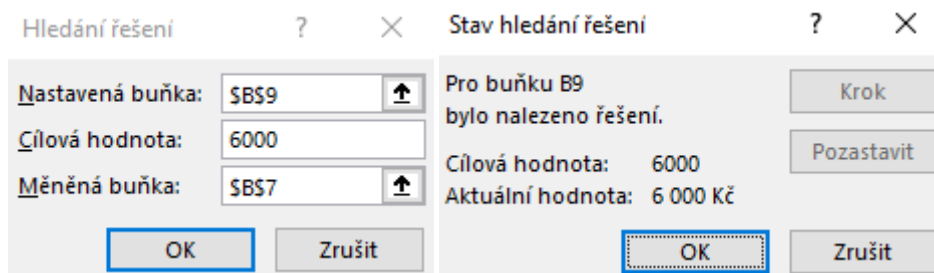 Hledání řešení ? ×
Nastavená buňka: $B$9
Cílová hodnota: 6000
Měněná buňka: $B$7
OK Zrušit
Stav hledání řešení ? ×
Pro buňku B9
bylo nalezeno řešení.
Cílová hodnota: 6000
Aktuální hodnota: 6 000 Kč
Krok
Pozastavit
OK Zrušit